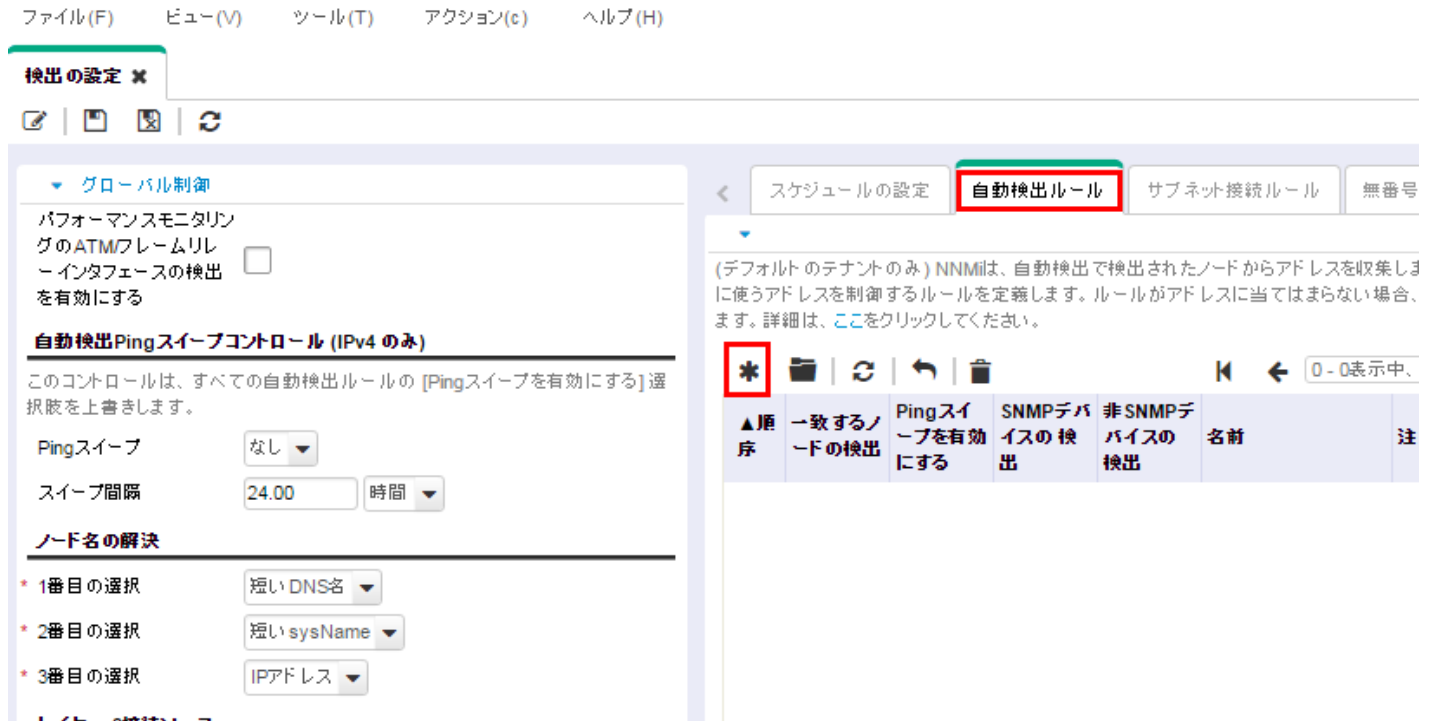 ファイル(F) ビュー(V) ツール(T) アクション(c) ヘルプ(H)
検出の設定
グローバル制御
パフォーマンスモニタリン
グのATM/フレームリレ
ーインタフェースの検出
を有効にする
自動検出Pingスイープコントロール (IPv4 のみ)
このコントロールは、すべての自動検出ルールの [Pingスイープを有効にする] 選
択肢を上書きします。
Pingスイープ なし
スイープ間隔 24.00 時間
ノード名の解決
* 1番目の選択 短い DNS名
* 2番目の選択 短い sysName
* 3番目の選択 IPアドレス
スケジュールの設定 自動検出ルール サブネット接続ルール 無番号
(デフォルトのテナントのみ) NNMiは、自動検出で検出されたノードからアドレスを収集しま
に使うアドレスを制御するルールを定義します。ルールがアドレスに当てはまらない場合、
ます。詳細は、ここをクリックしてください。
0 - 0表示中、
▲順
序
一致するノ
ードの検出
Pingスイ
ープを有効
にする
SNMPデバ
イスの 検
出
非SNMPデ
バイスの
検出
名前
注